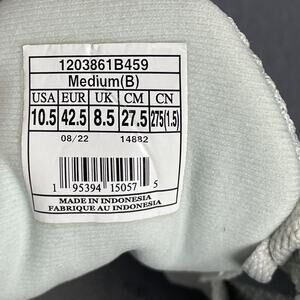 1203861B459
Medium(B)
USA EUR UK CM CN
10.5 42.5 8.5 27.5 275(1.5)
08/22 14882
1 95394 15057 5
MADE IN INDONESIA
FABRIQUE AU INDONESIA